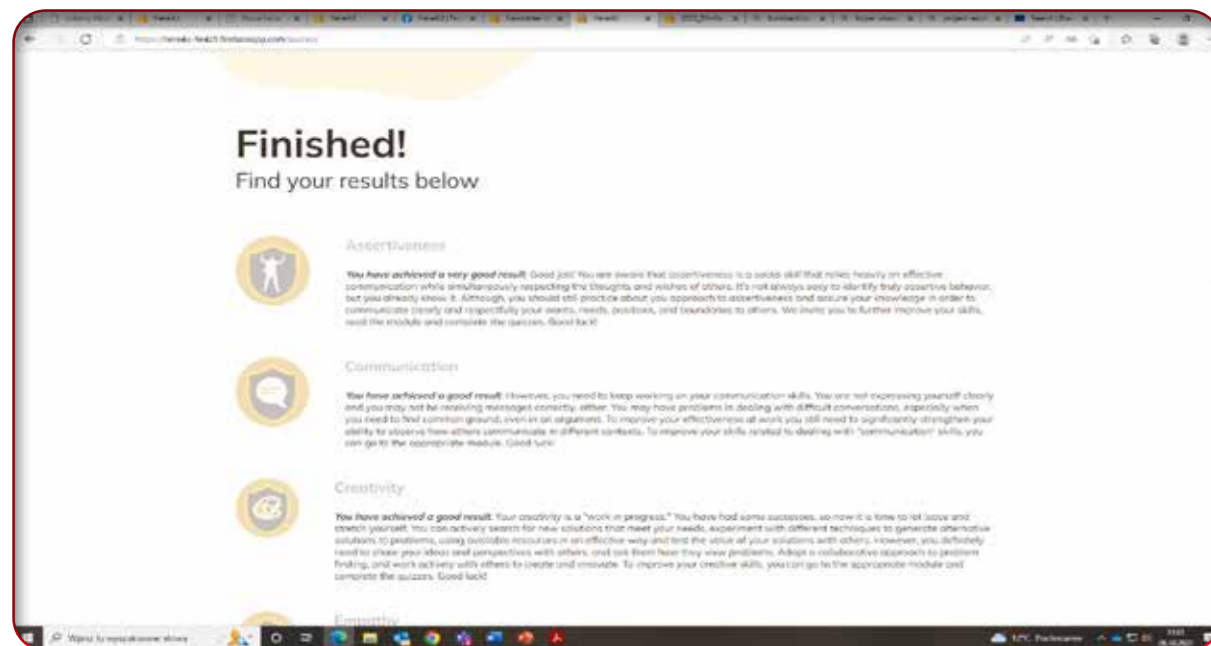 Finished!
Find your results below
Assertiveness
You have achieved a very good result. Good job! You are aware that assertiveness is a social skill that relies heavily on effective
communication while simultaneously respecting the thoughts and wishes of others. It's not always easy to identify truly assertive behavior,
but you already know it. Although, you should still practice about you approach to assertiveness and assure your knowledge in order to
communicate clearly and respectfully your wants, needs, positions, and boundaries to others. We invite you to further improve your skills,
read the module and complete the quizzes. Good luck!
Communication
You have achieved a good result. However, you need to keep working on your communication skills. You are not expressing yourself clearly
and you may not be receiving messages correctly, either. You may have problems in dealing with difficult conversations, especially when
you need to find common ground, even in an argument. To improve your effectiveness at work you still need to significantly strengthen your
ability to observe how others communicate in different contexts. To improve your skills related to dealing with "communication" skills, you
can go to the appropriate module. Good luck!
Creativity
You have achieved a good result. Your creativity is a "work in progress." You have had some successes, so now it is time to let loose and
stretch yourself. You can actively search for new solutions that meet your needs, experiment with different techniques to generate alternative
solutions to problems, using available resources in an effective way and test the value of your solutions with others. However, you definitely
need to share your ideas and perspectives with others, and ask them how they view problems. Adopt a collaborative approach to problem
finding, and work actively with others to create and innovate. To improve your creative skills, you can go to the appropriate module and
complete the quizzes. Good luck!
Empathy